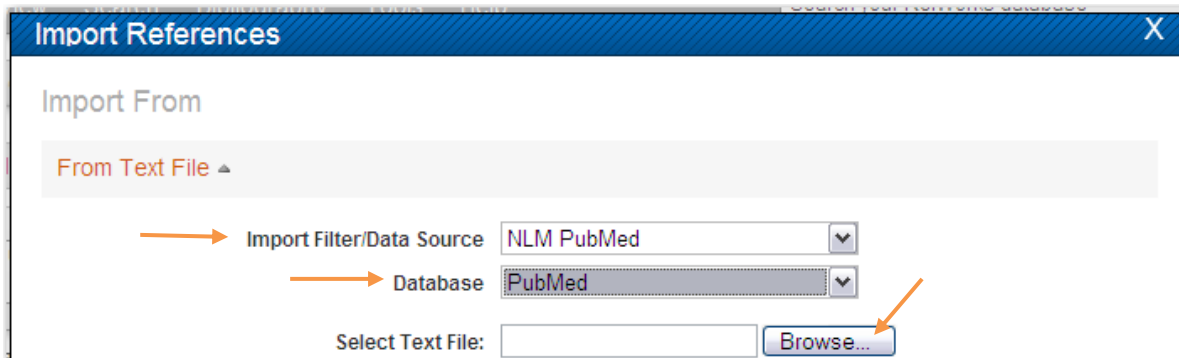 Import References X
Import From
From Text File
Import Filter/Data Source NLM PubMed
Database PubMed
Select Text File: Browse...